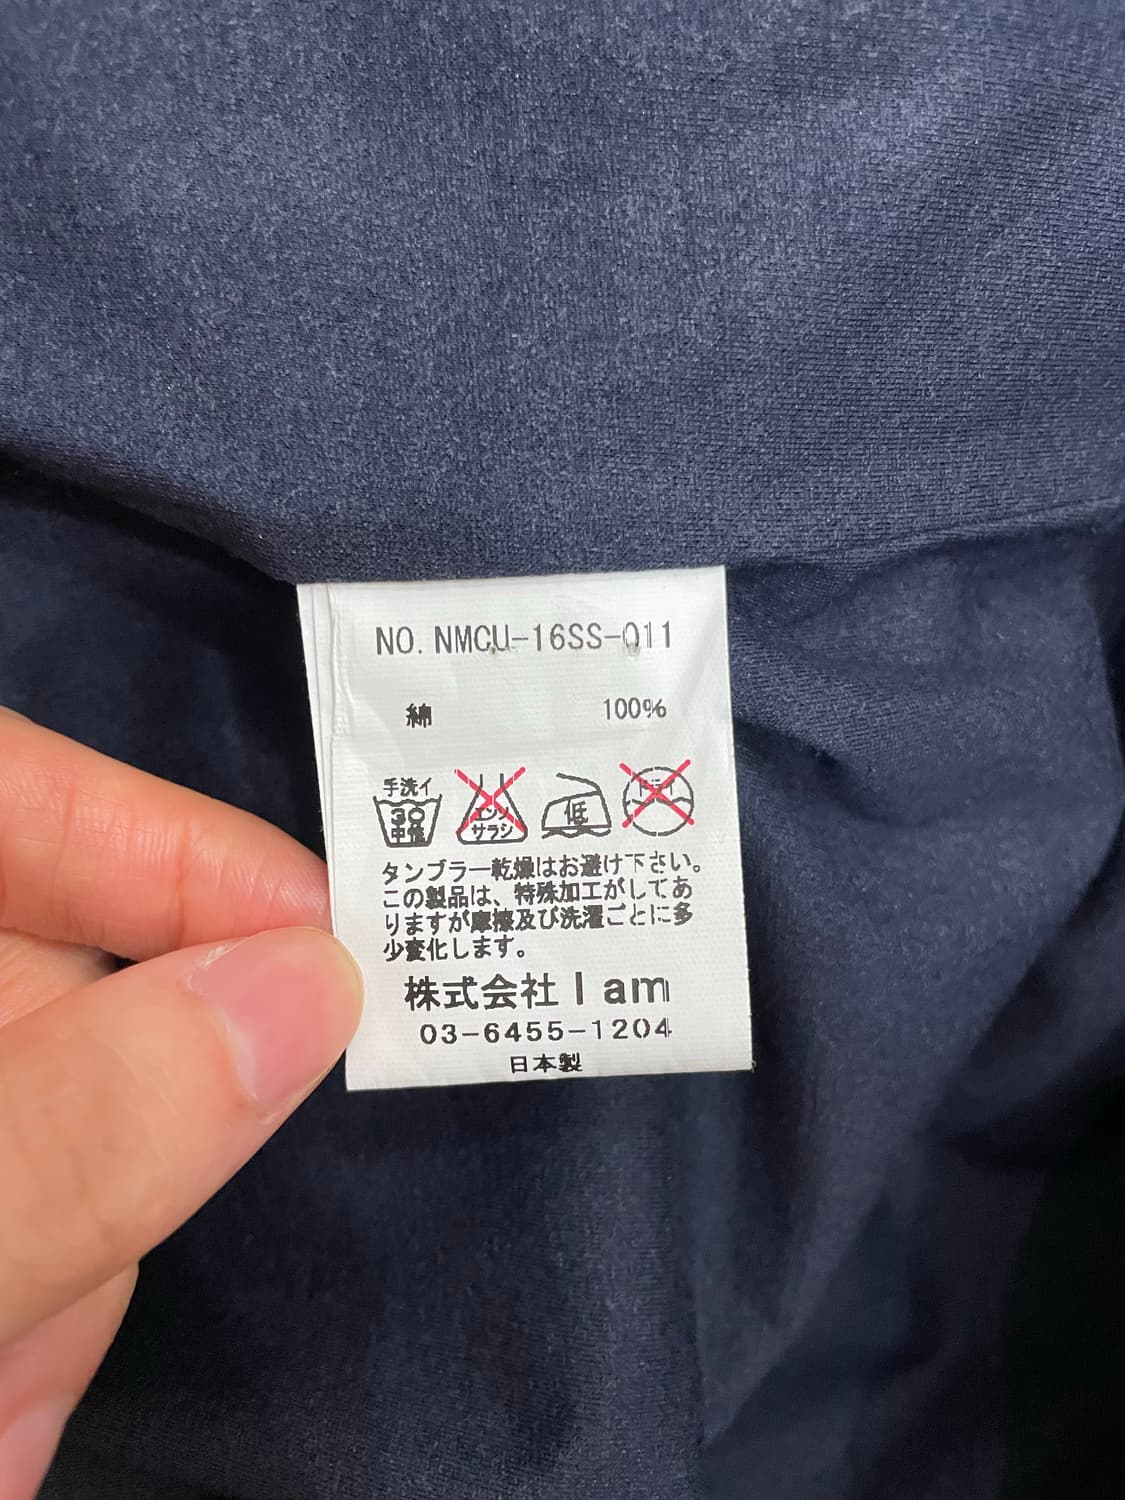 NO. NMCU-16SS-011
綿 100%
手洗イ
30
中性
エンソ
サラシ
低
ドライ
タンブラー乾燥はお避け下さい。
この製品は、特殊加工がしてあ
りますが摩擦及び洗濯ごとに多
少変化します。
株式会社 I am
03-6455-1204
日本製